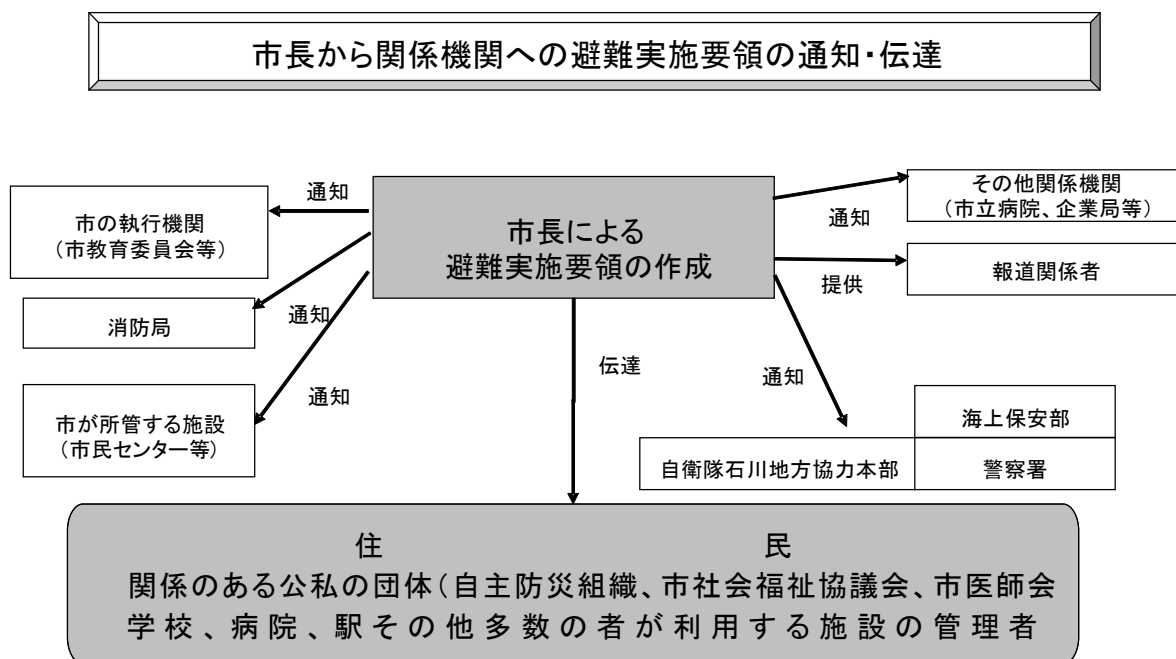 市長から関係機関への避難実施要領の通知・伝達
通知
市の執行機関
(市教育委員会等)
通知
消防局
通知
市が所管する施設
(市民センター等)
市長による
避難実施要領の作成
その他関係機関
(市立病院、企業局等)
通知
報道関係者
提供
伝達
通知
海上保安部
自衛隊石川地方協力本部
警察署
住民
関係のある公私の団体(自主防災組織、市社会福祉協議会、市医師会
学校、病院、駅その他多数の者が利用する施設の管理者